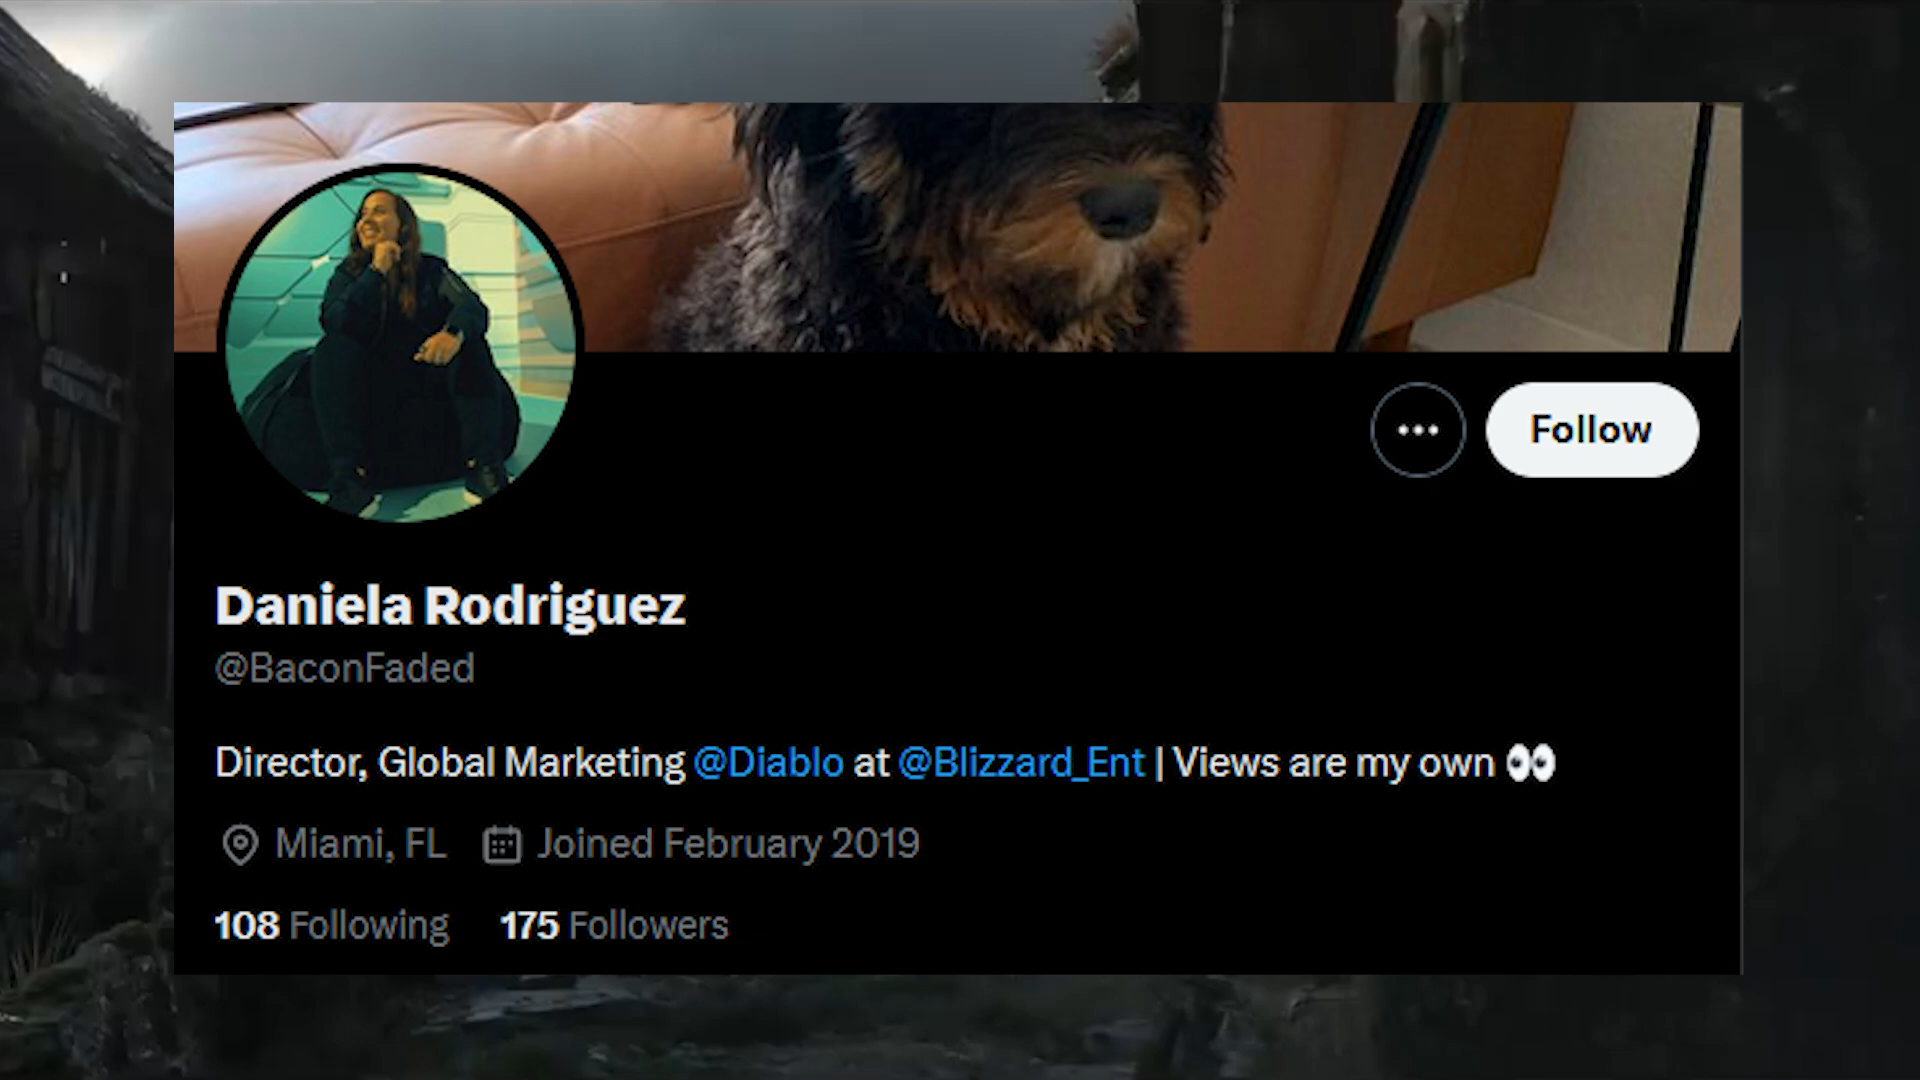 Follow
Daniela Rodriguez
@BaconFaded
Director, Global Marketing @Diablo at @Blizzard_Ent | Views are my own 👀
Miami, FL Joined February 2019
108 Following 175 Followers